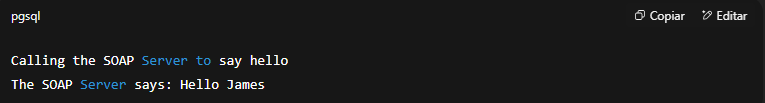 pgsql
Copiar
Editar
Calling the SOAP Server to say hello
The SOAP Server says: Hello James